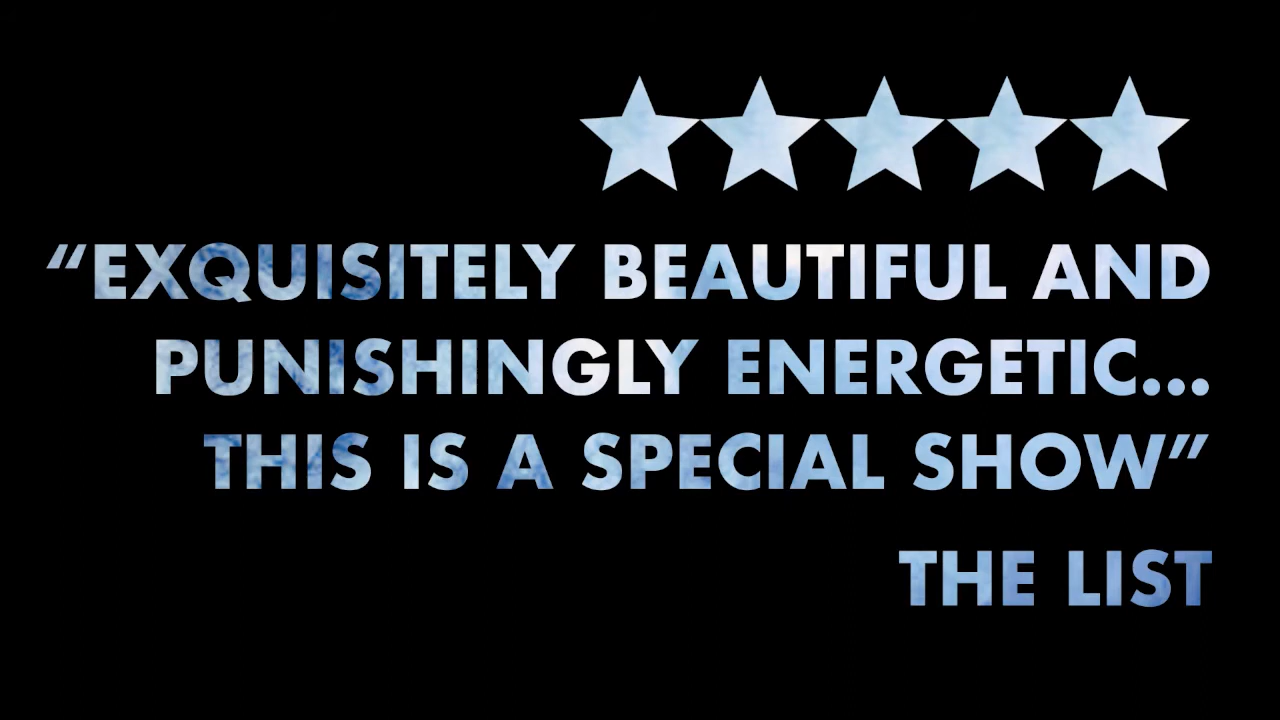 “EXQUISITELY BEAUTIFUL AND
PUNISHINGLY ENERGETIC...
THIS IS A SPECIAL SHOW”
THE LIST